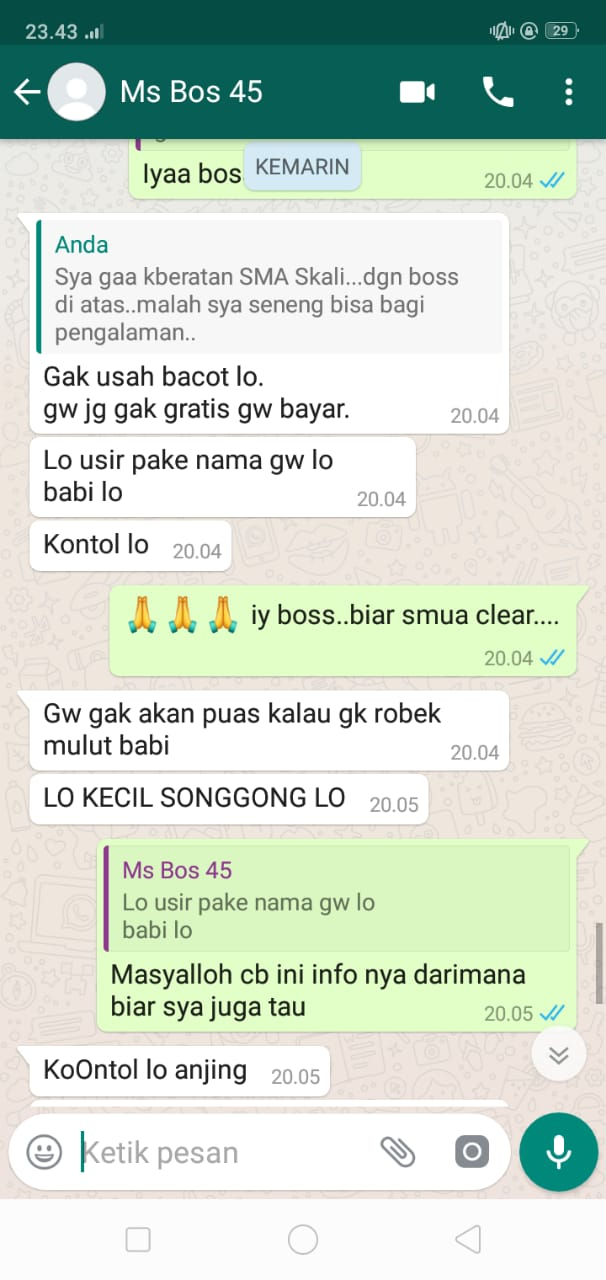 23.43
29
Ms Bos 45
Iyaa bos
KEMARIN
20.04
Anda
Sya gaa kberatan SMA Skali...dgn boss
di atas..malah sya seneng bisa bagi
pengalaman..
Gak usah bacot lo.
gw jg gak gratis gw bayar.
20.04
Lo usir pake nama gw lo
babi lo
20.04
Kontol lo
20.04
🙏 🙏 🙏 iy boss..biar smua clear....
20.04
Gw gak akan puas kalau gk robek
mulut babi
20.04
LO KECIL SONGGONG LO
20.05
Ms Bos 45
Lo usir pake nama gw lo
babi lo
Masyalloh cb ini info nya darimana
biar sya juga tau
20.05
KoOntol lo anjing
20.05
Ketik pesan